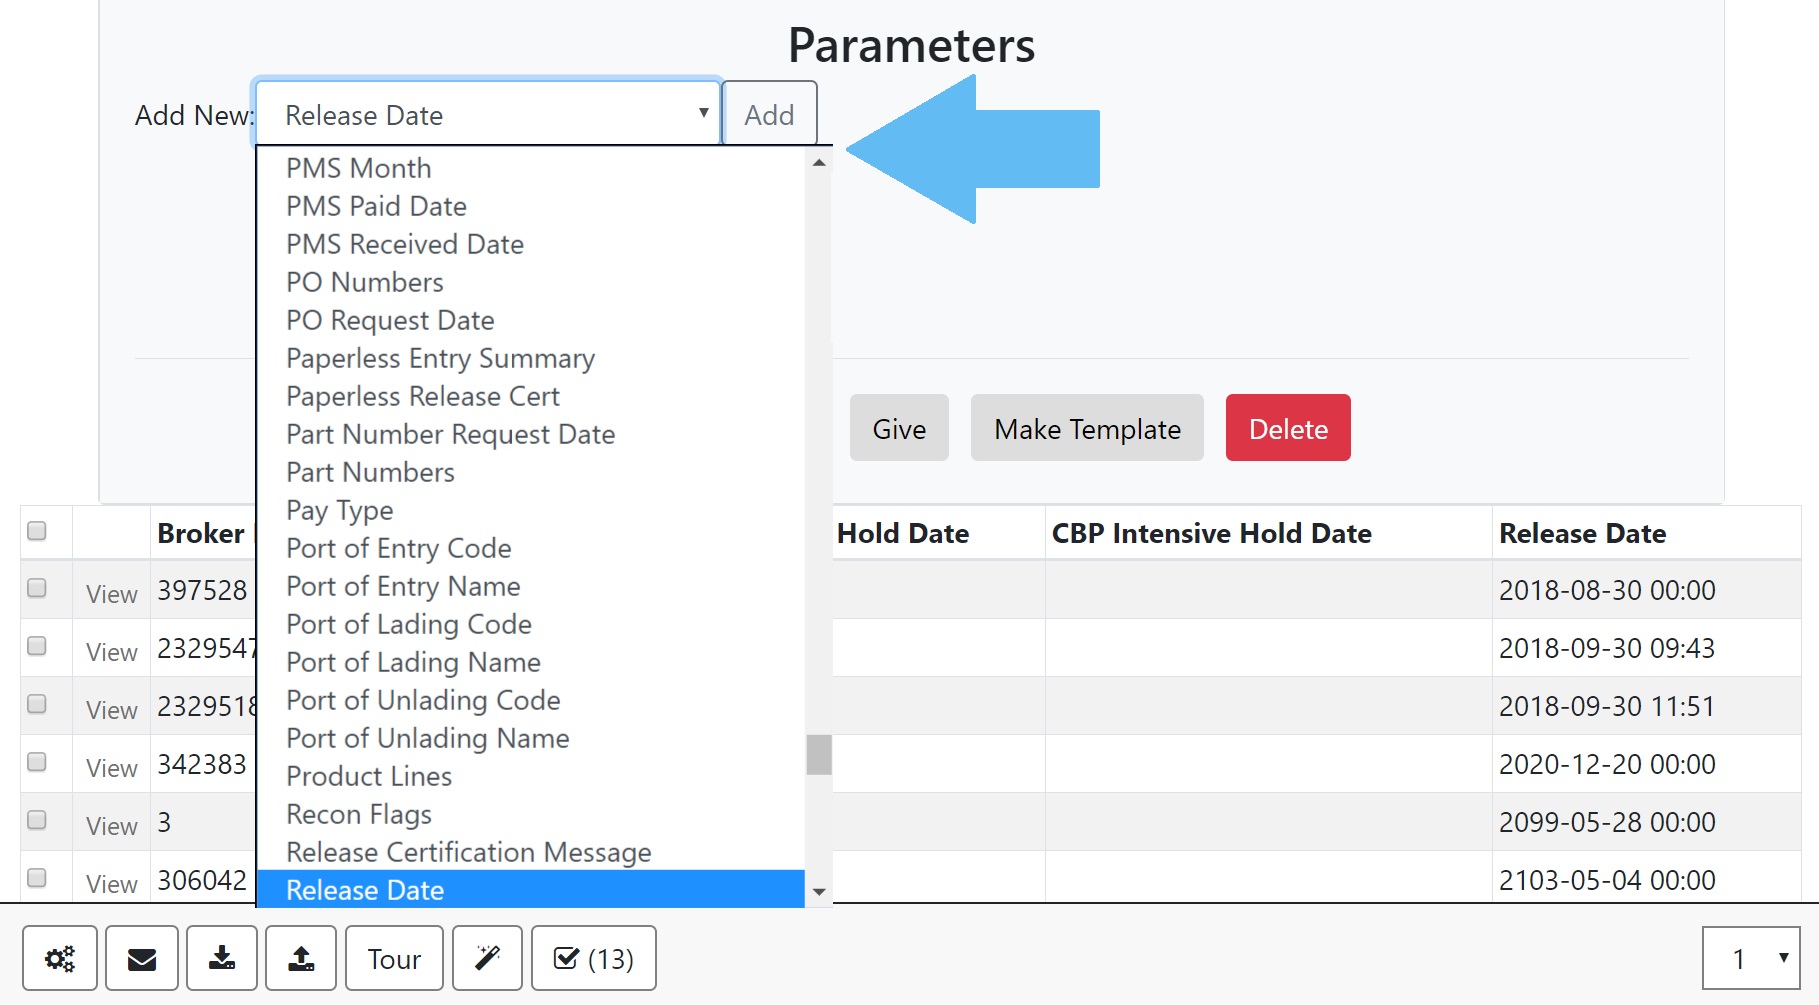 Parameters
Add New: Release Date Add
PMS Month
PMS Paid Date
PMS Received Date
PO Numbers
PO Request Date
Paperless Entry Summary
Paperless Release Cert
Part Number Request Date
Part Numbers
Pay Type
Port of Entry Code
Port of Entry Name
Port of Lading Code
Port of Lading Name
Port of Unlading Code
Port of Unlading Name
Product Lines
Recon Flags
Release Certification Message
Release Date
Give Make Template Delete
Broker Hold Date CBP Intensive Hold Date Release Date
View 397528 2018-08-30 00:00
View 2329547 2018-09-30 09:43
View 2329518 2018-09-30 11:51
View 342383 2020-12-20 00:00
View 3 2099-05-28 00:00
View 306042 2103-05-04 00:00
Tour (13) 1